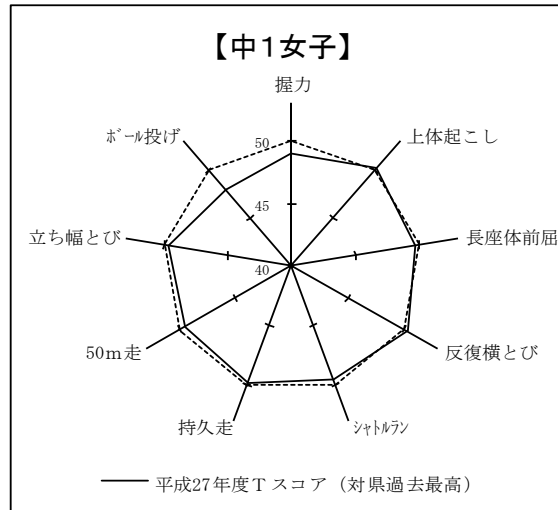 【中１女子】
握力
ﾎﾞｰﾙ投げ
上体起こし
50
立ち幅とび
45
長座体前屈
40
50ｍ走
反復横とび
持久走
ｼｬﾄﾙﾗﾝ
平成27年度Ｔスコア（対県過去最高）